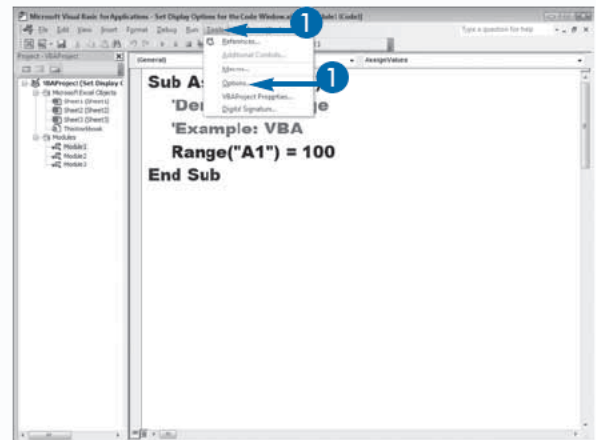 Microsoft Visual Basic for Applications - Set Display Options for the Code Window
Module1 (Code)]
File Edit View Insert Format Debug Run Tools
Type a question for help
1
References...
Additional Controls...
Macros...
Options...
1
VBAProject Properties...
Digital Signature...
Project - VBAProject
VBAProject (Set Display
Microsoft Excel Objects
Sheet1 (Sheet1)
Sheet2 (Sheet2)
Sheet3 (Sheet3)
ThisWorkbook
Modules
Module1
Module2
Module3
(General)
AssignValues
Sub
'Example: VBA
Range("A1") = 100
End Sub